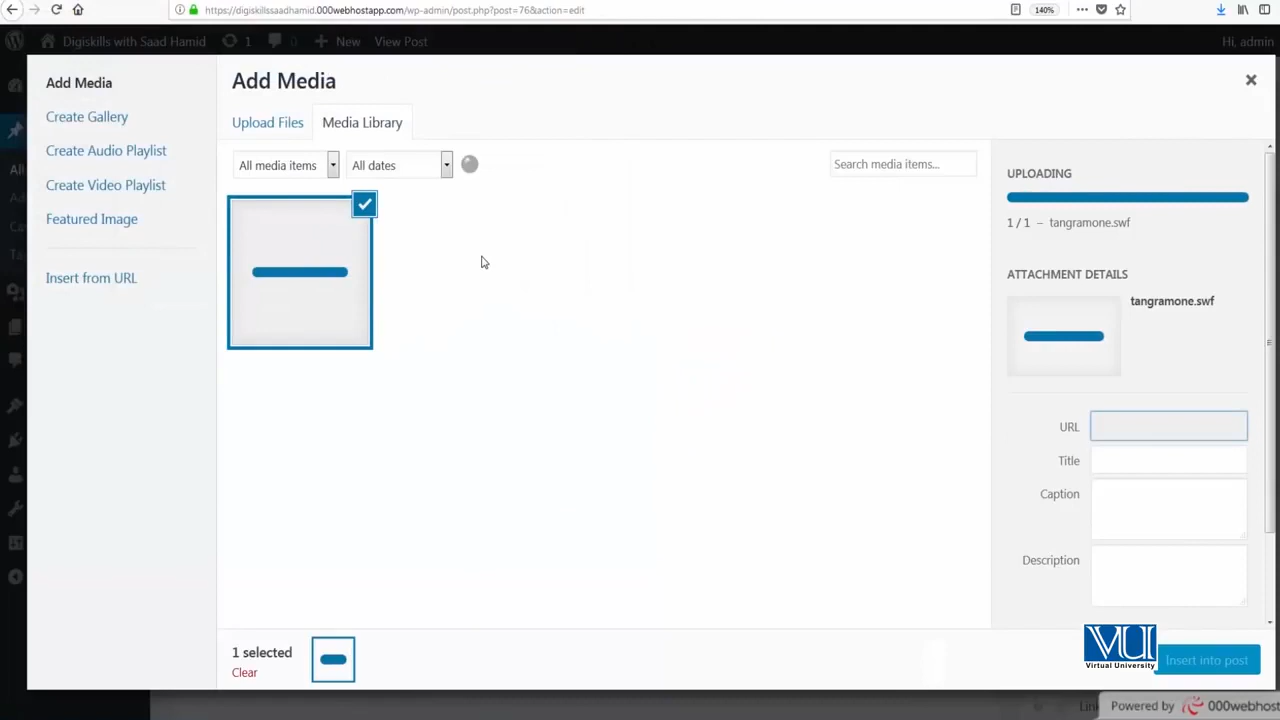 https://digiskillssaadhamid.000webhostapp.com/wp-admin/post.php?post=76&action=edit
140%
Digiskills with Saad Hamid
1
0
New
View Post
Hi, admin
Add Media
Create Gallery
Create Audio Playlist
Create Video Playlist
Featured Image
Insert from URL
Add Media
Upload Files
Media Library
All media items
All dates
Search media items...
UPLOADING
1 / 1 – tangramone.swf
ATTACHMENT DETAILS
tangramone.swf
URL
Title
Caption
Description
1 selected
Clear
VU
Virtual University
Insert into post
Powered by 000webhost